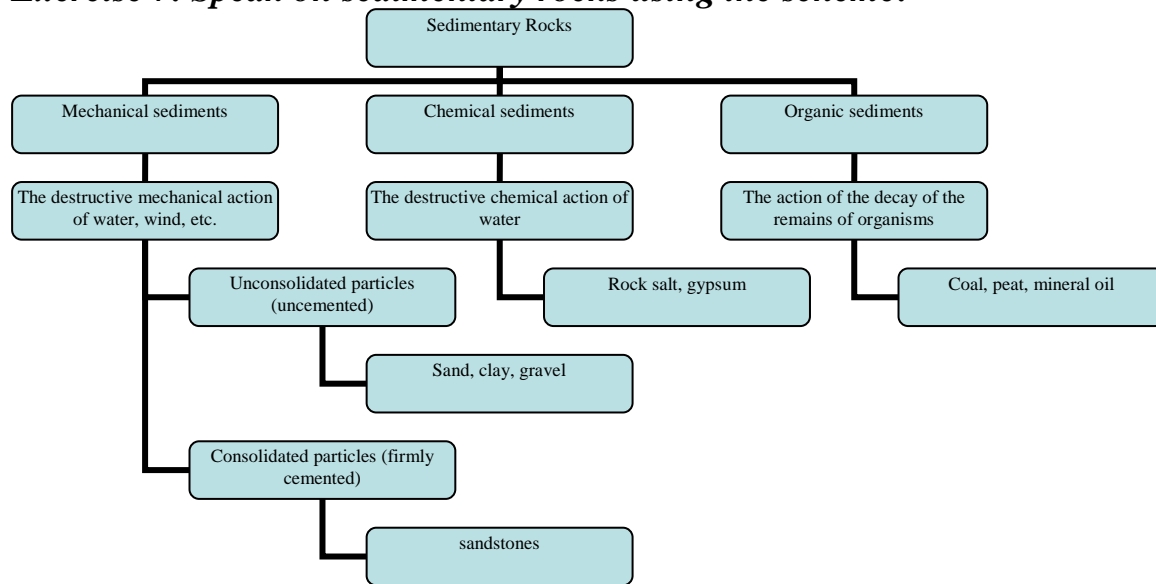 Exercise Speak on sedimentary rocks using the scheme.
Sedimentary Rocks
Mechanical sediments
Chemical sediments
Organic sediments
The destructive mechanical action
of water, wind, etc.
The destructive chemical action of
water
The action of the decay of the
remains of organisms
Unconsolidated particles
(uncemented)
Rock salt, gypsum
Coal, peat, mineral oil
Sand, clay, gravel
Consolidated particles (firmly
cemented)
sandstones